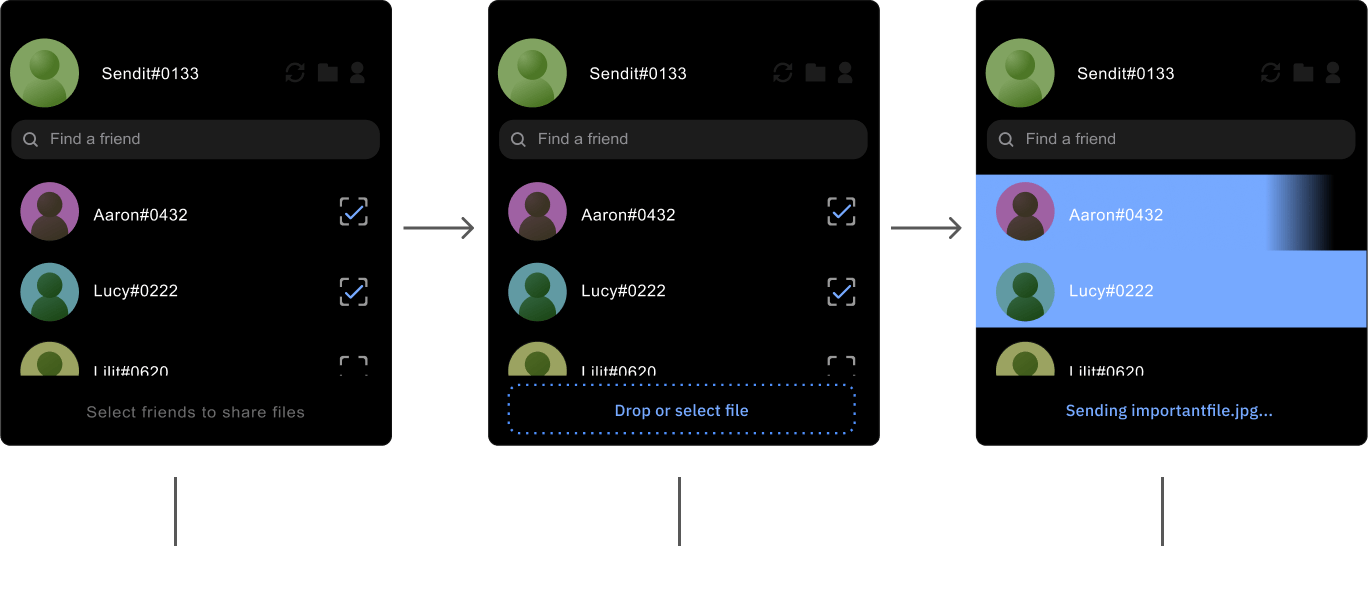 Sendit#0133
Find a friend
Aaron#0432
Lucy#0222
Lilit#0620
Select friends to share files
Sendit#0133
Find a friend
Aaron#0432
Lucy#0222
Lilit#0620
Drop or select file
Sendit#0133
Find a friend
Aaron#0432
Lucy#0222
Lilit#0620
Sending importantfile.jpg...